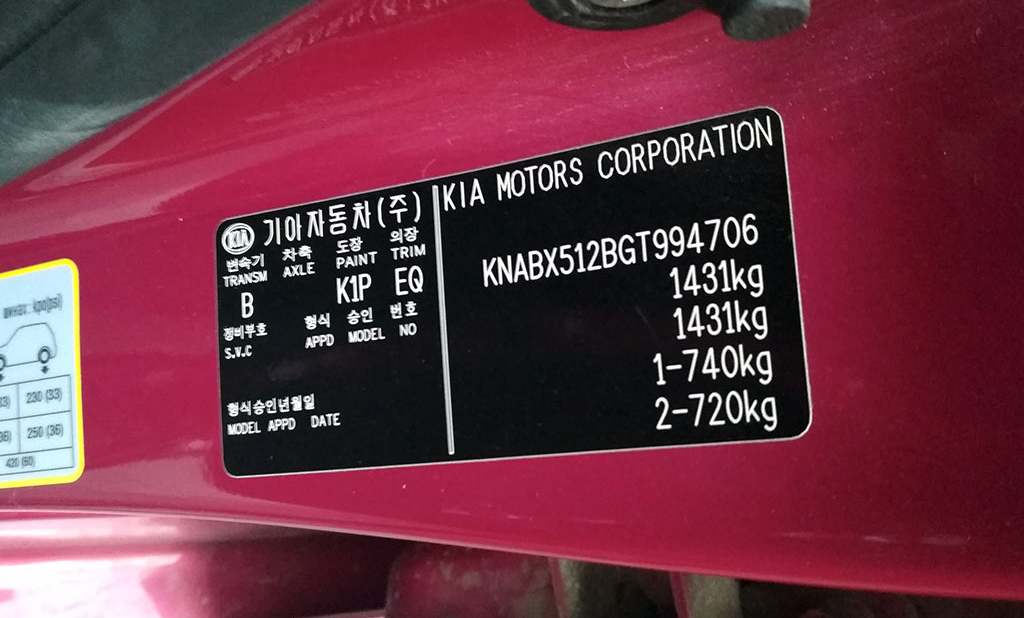 KIA 기아자동차(주)
변속기 차축 도장 의장
TRANSM AXLE PAINT TRIM
B K1P EQ
정비부호 형식 승인 번호
S.V.C APPD MODEL NO
형식승인년월일
MODEL APPD DATE
KIA MOTORS CORPORATION
KNABX512BGT994706
1431kg
1431kg
1-740kg
2-720kg
kpa(psi)
230 (33)
250 (36)
420 (60)